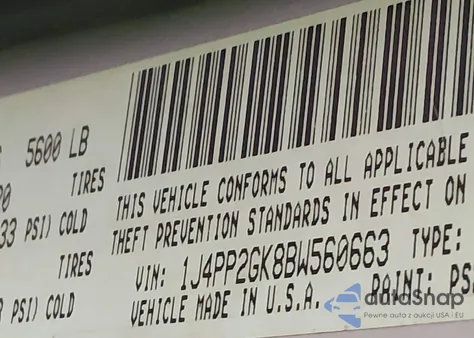 5600 LB
TIRES
33 PSI) COLD
TIRES
PSI) COLD
THIS VEHICLE CONFORMS TO ALL APPLICABLE
THEFT PREVENTION STANDARDS IN EFFECT ON
VIN: 1J4PP2GK8BW560663 TYPE:
VEHICLE MADE IN U.S.A. PAINT: PS
autosnap
Pewne auta z aukcji USA i EU